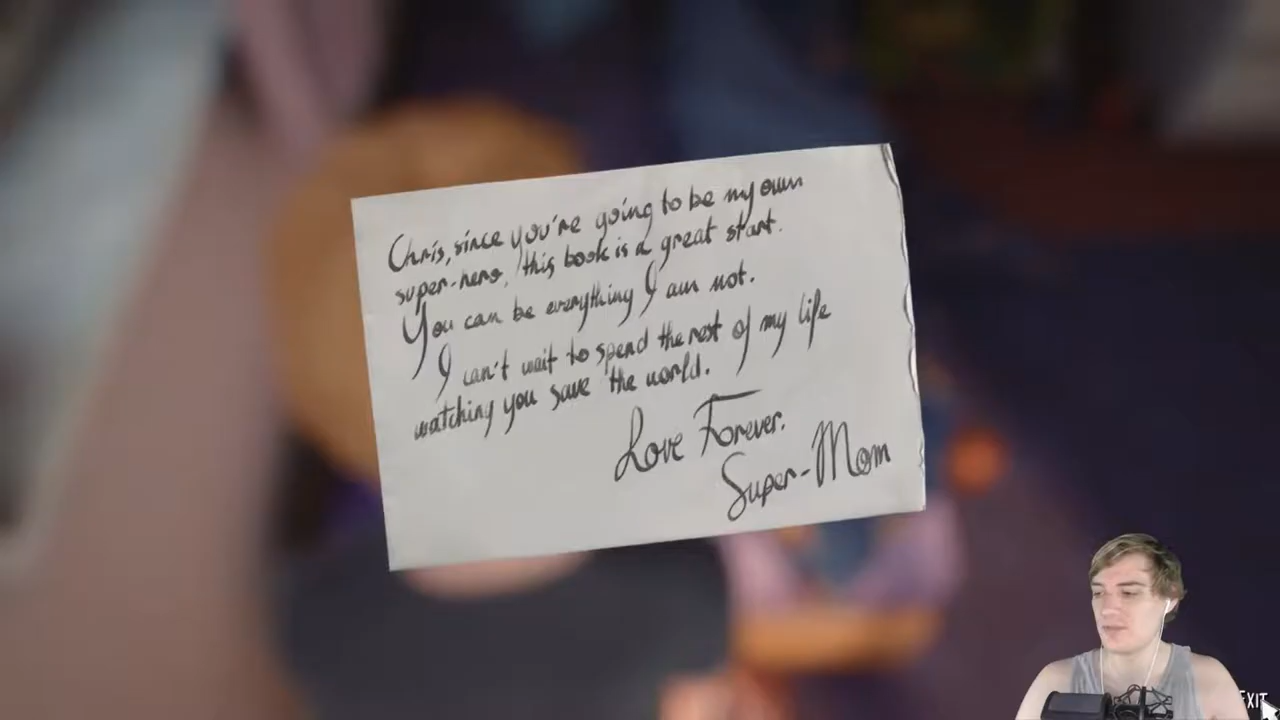 Chris, since you're going to be my own
super-hero, this book is a great start.
You can be everything I am not.
I can't wait to spend the rest of my life
watching you save the world.
Love Forever.
Super-Mom
EXIT